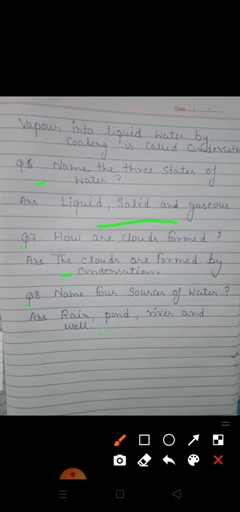 Vapour into liquid water by
Cooling is called Condensation
Q6 Name the three states of
water?
Ans Liquid, Solid and gaseous
Q7 How are clouds formed?
Ans The clouds are formed by
Condensation.
Q8 Name four Sources of water?
Ans Rain, pond, river and
well.